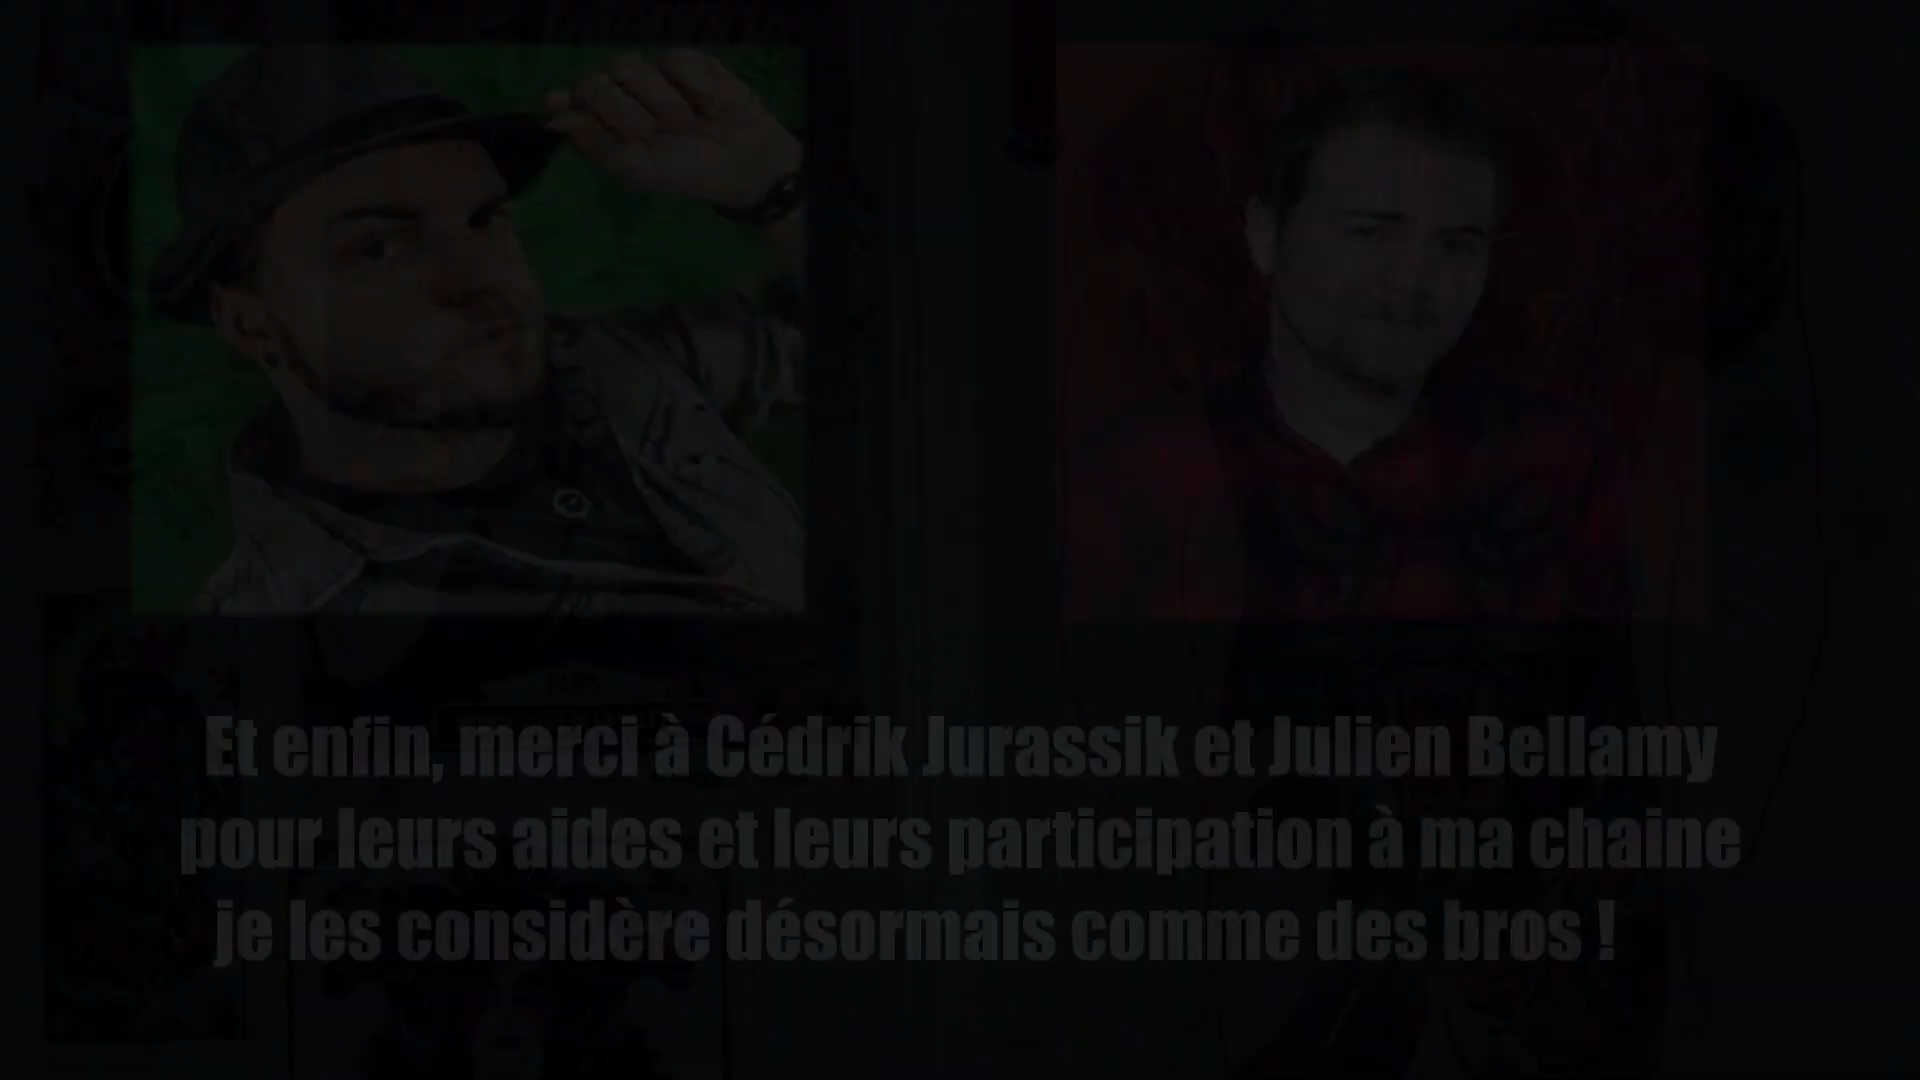 Et enfin, merci à Cédrik Jurassik et Julien Bellamy
pour leurs aides et leurs participation à ma chaine
je les considère désormais comme des bros !